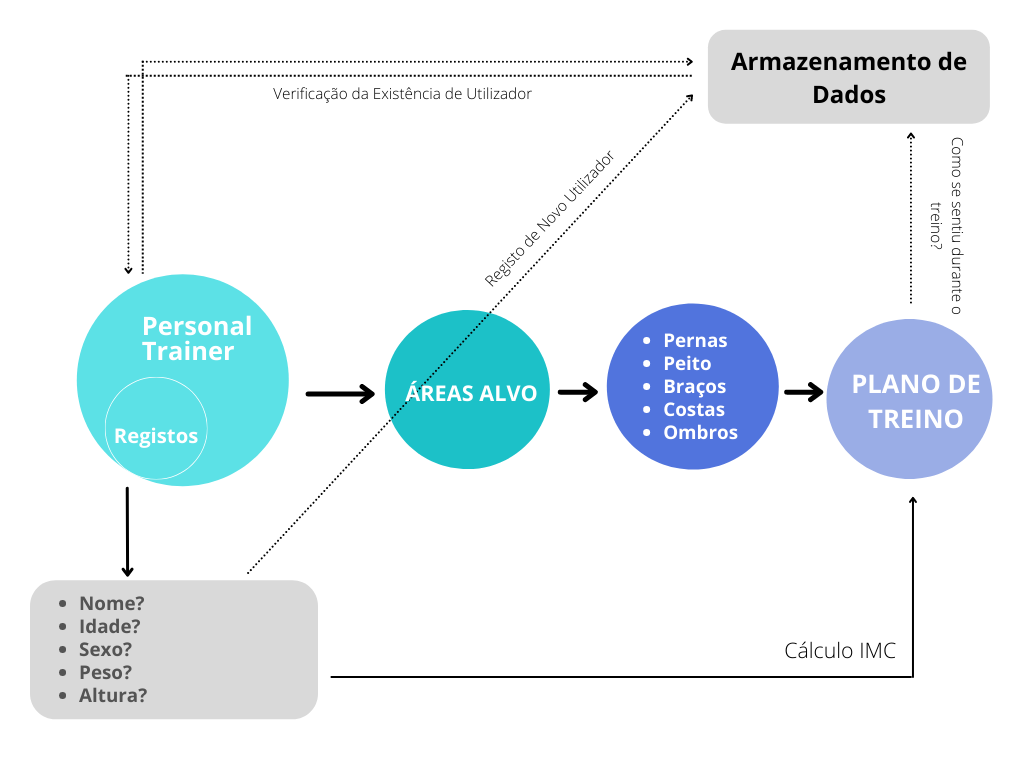 Armazenamento de
Dados
Verificação da Existência de Utilizador
Registo de Novo Utilizador
Como se sentiu durante o
treino?
Personal
Trainer
Registos
ÁREAS ALVO
• Pernas
• Peito
• Braços
• Costas
• Ombros
PLANO DE
TREINO
• Nome?
• Idade?
• Sexo?
• Peso?
• Altura?
Cálculo IMC